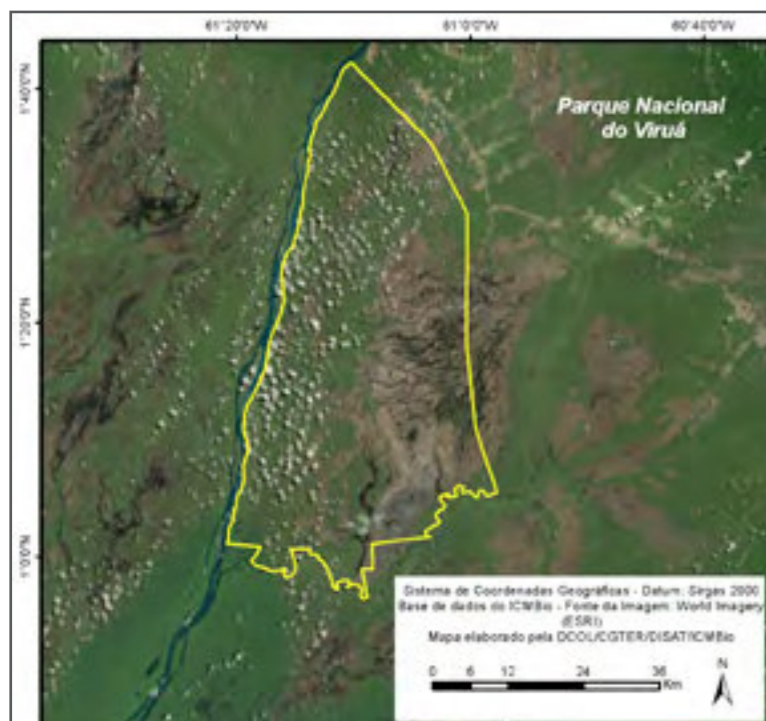 61°20'0"W 61°0'0"W 60°40'0"W
1°40'0"N
Parque Nacional
do Viruá
1°20'0"N
1°0'0"N
Sistema de Coordenadas Geográficas - Datum: Sirgas 2000
Base de dados do ICMBio - Fonte da Imagem: World Imagery
(ESRI)
Mapa elaborado pela DCOL/CGTER/DISAT/ICMBio
N
0 6 12 24 36
Km